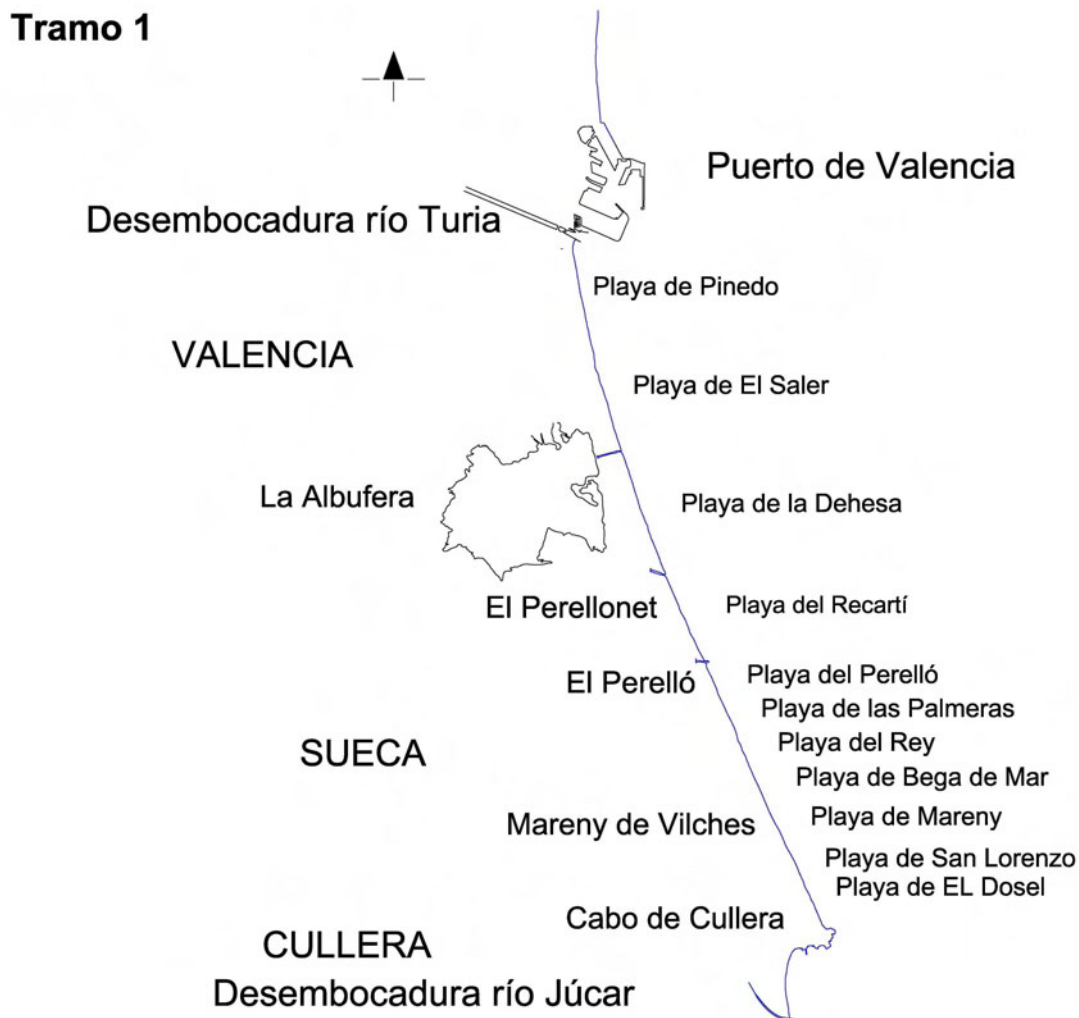 Tramo 1
Puerto de Valencia
Desembocadura río Turia
Playa de Pinedo
VALENCIA
Playa de El Saler
La Albufera
Playa de la Dehesa
El Perellonet
Playa del Recartí
El Perelló
Playa del Perelló
Playa de las Palmeras
Playa del Rey
SUECA
Playa de Bega de Mar
Mareny de Vilches
Playa de Mareny
Playa de San Lorenzo
Playa de EL Dosel
Cabo de Cullera
CULLERA
Desembocadura río Júcar